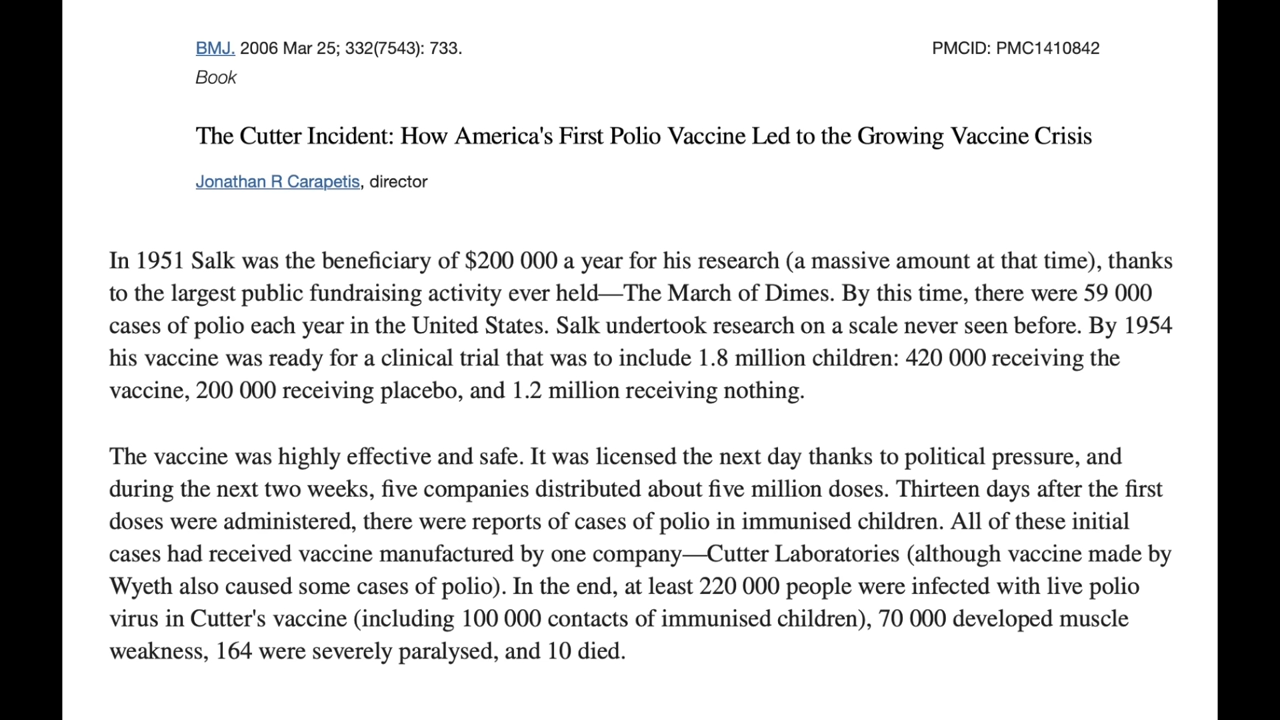 BMJ. 2006 Mar 25; 332(7543): 733.
PMCID: PMC1410842
Book
The Cutter Incident: How America's First Polio Vaccine Led to the Growing Vaccine Crisis
Jonathan R Carapetis, director
In 1951 Salk was the beneficiary of $200 000 a year for his research (a massive amount at that time), thanks
to the largest public fundraising activity ever held—The March of Dimes. By this time, there were 59 000
cases of polio each year in the United States. Salk undertook research on a scale never seen before. By 1954
his vaccine was ready for a clinical trial that was to include 1.8 million children: 420 000 receiving the
vaccine, 200 000 receiving placebo, and 1.2 million receiving nothing.
The vaccine was highly effective and safe. It was licensed the next day thanks to political pressure, and
during the next two weeks, five companies distributed about five million doses. Thirteen days after the first
doses were administered, there were reports of cases of polio in immunised children. All of these initial
cases had received vaccine manufactured by one company—Cutter Laboratories (although vaccine made by
Wyeth also caused some cases of polio). In the end, at least 220 000 people were infected with live polio
virus in Cutter's vaccine (including 100 000 contacts of immunised children), 70 000 developed muscle
weakness, 164 were severely paralysed, and 10 died.